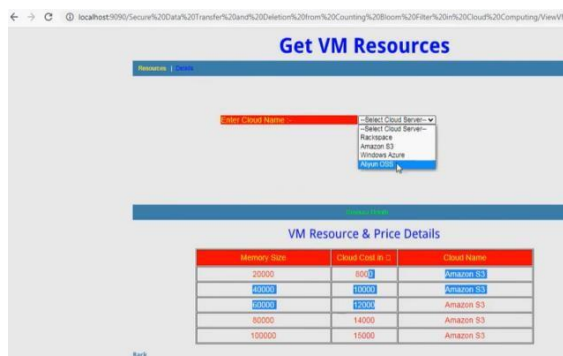 localhost:9090/Secure%20Data%20Transfer%20and%20Deletion%20from%20Counting%20Bloom%20Filter%20in%20Cloud%20Computing/ViewVM
Get VM Resources
Resources | Details
Enter Cloud Name :-
--Select Cloud Server--
--Select Cloud Server--
Rackspace
Amazon S3
Windows Azure
Aliyun OSS
VM Resource & Price Details
Memory Size Cloud Cost in Cloud Name
20000 8000 Amazon S3
40000 10000 Amazon S3
60000 12000 Amazon S3
80000 14000 Amazon S3
100000 15000 Amazon S3
Back